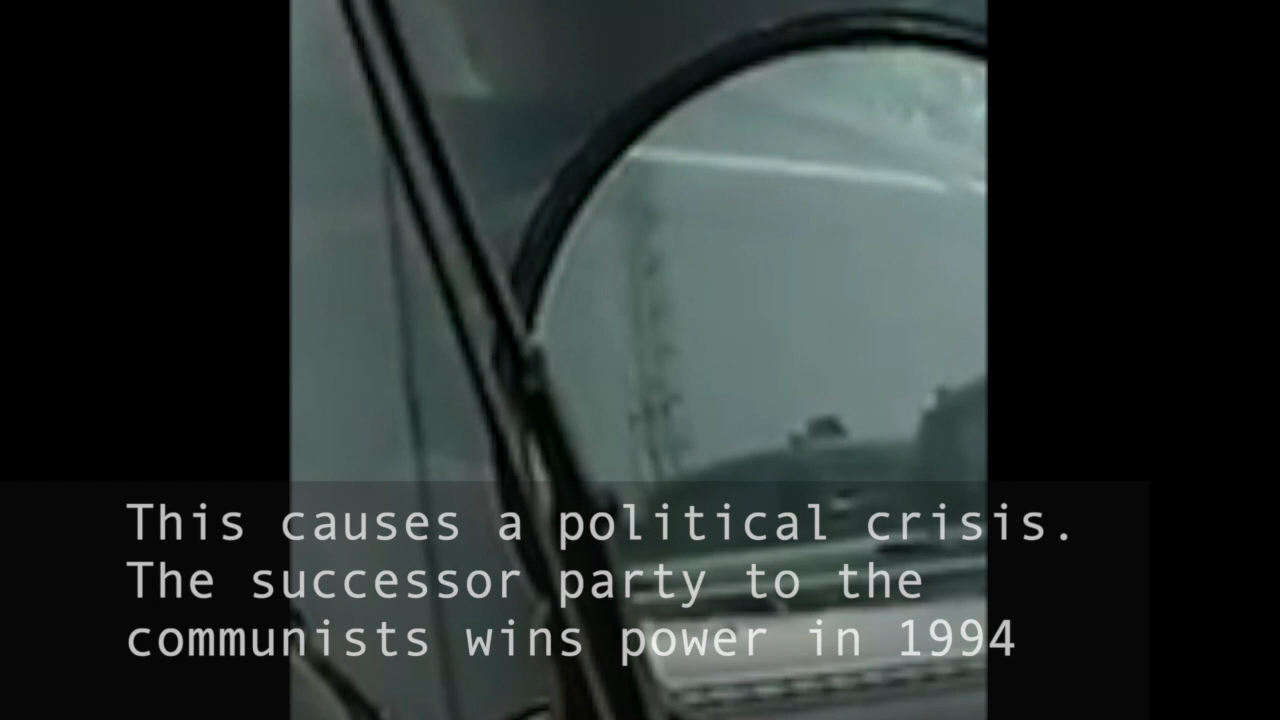 This causes a political crisis.
The successor party to the
communists wins power in 1994